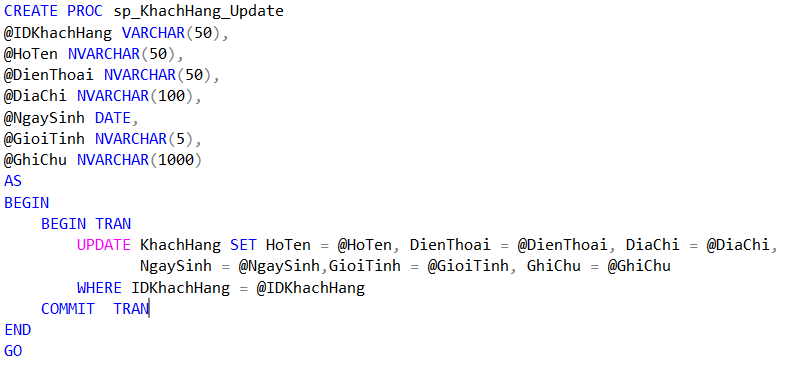 CREATE PROC sp_KhachHang_Update
@IDKhachHang VARCHAR(50),
@HoTen NVARCHAR(50),
@DienThoai NVARCHAR(50),
@DiaChi NVARCHAR(100),
@NgaySinh DATE,
@GioiTinh NVARCHAR(5),
@GhiChu NVARCHAR(1000)
AS
BEGIN
    BEGIN TRAN
        UPDATE KhachHang SET HoTen = @HoTen, DienThoai = @DienThoai, DiaChi = @DiaChi,
               NgaySinh = @NgaySinh,GioiTinh = @GioiTinh, GhiChu = @GhiChu
        WHERE IDKhachHang = @IDKhachHang
    COMMIT  TRAN
END
GO